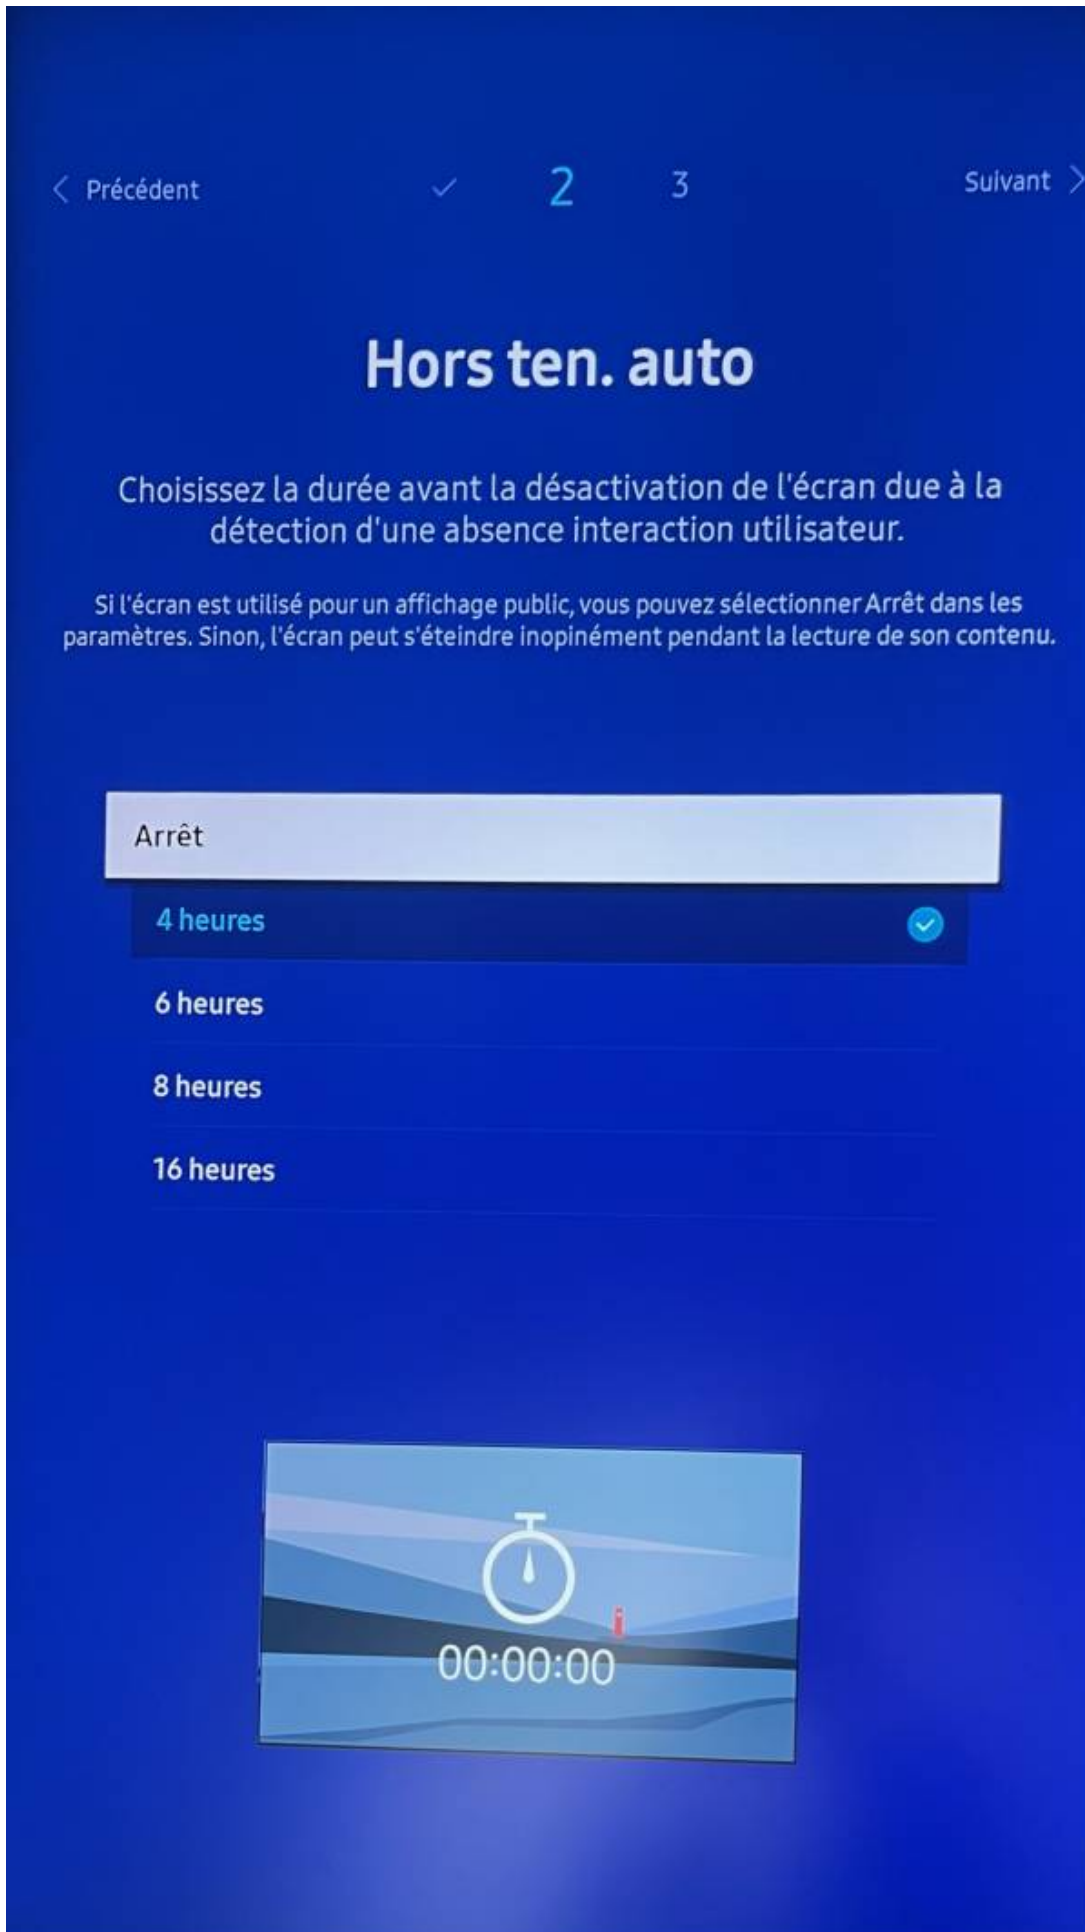 Précédent
2
3
Suivant
Hors ten. auto
Choisissez la durée avant la désactivation de l'écran due à la
détection d'une absence interaction utilisateur.
Si l'écran est utilisé pour un affichage public, vous pouvez sélectionner Arrêt dans les
paramètres. Sinon, l'écran peut s'éteindre inopinément pendant la lecture de son contenu.
Arrêt
4 heures
6 heures
8 heures
16 heures
00:00:00